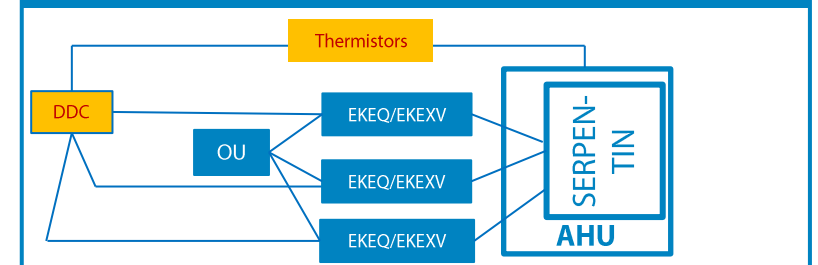 Thermistors
DDC
EKEQ/EKEXV
OU
EKEQ/EKEXV
EKEQ/EKEXV
SERPEN-
TIN
AHU